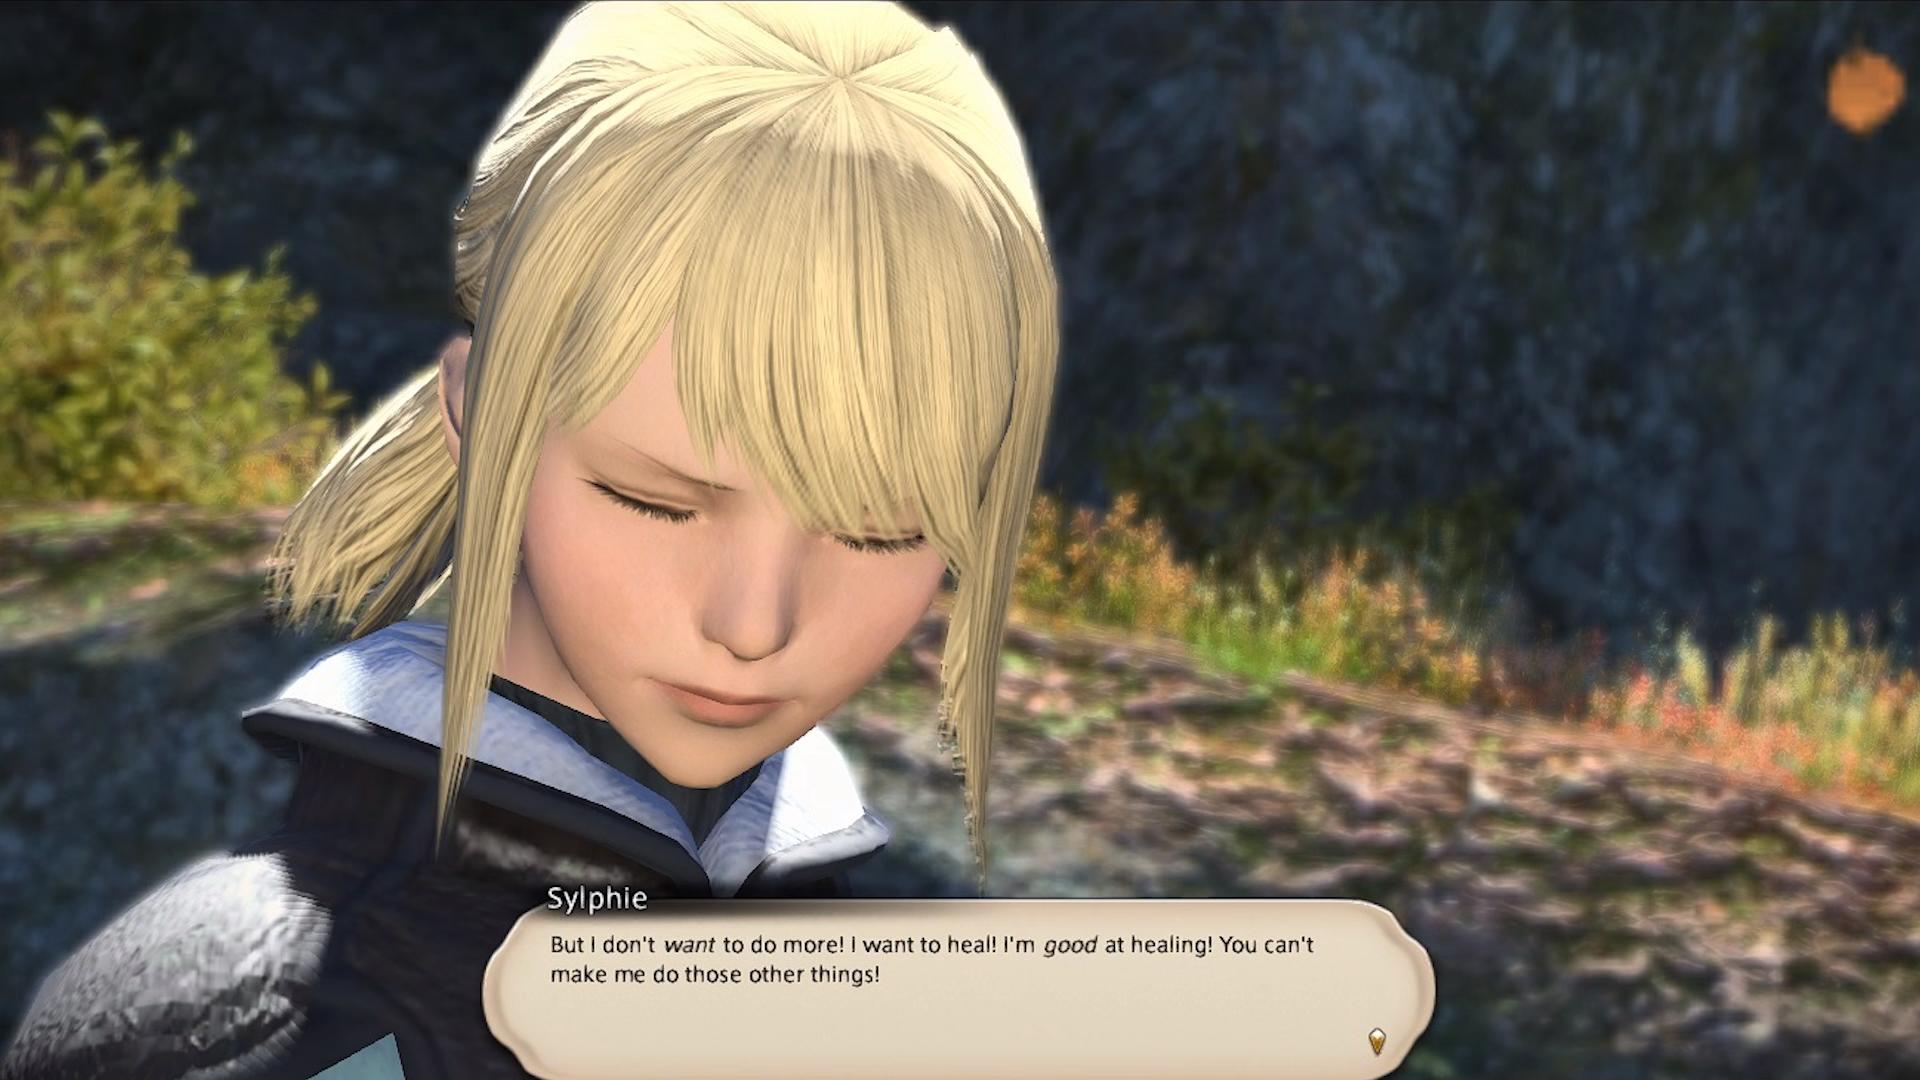 Sylphie
But I don't want to do more! I want to heal! I'm good at healing! You can't
make me do those other things!